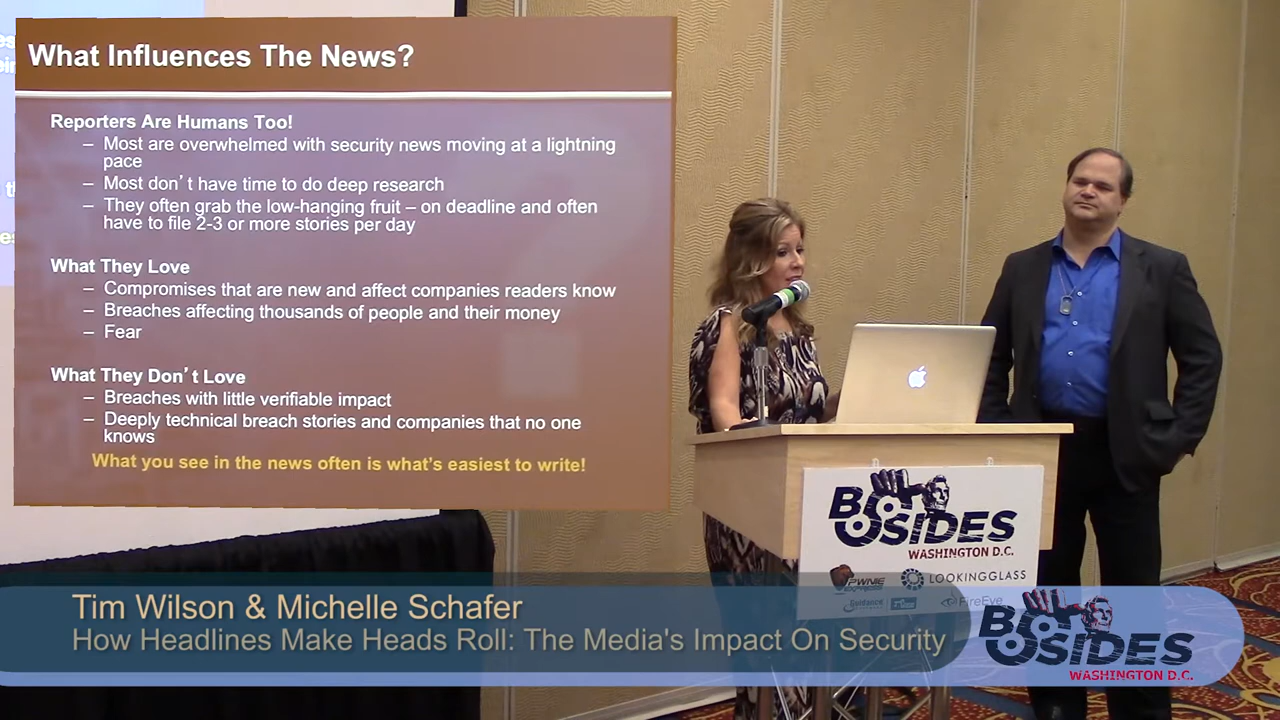 What Influences The News?
Reporters Are Humans Too!
– Most are overwhelmed with security news moving at a lightning
pace
– Most don't have time to do deep research
– They often grab the low-hanging fruit – on deadline and often
have to file 2-3 or more stories per day
What They Love
– Compromises that are new and affect companies readers know
– Breaches affecting thousands of people and their money
– Fear
What They Don't Love
– Breaches with little verifiable impact
– Deeply technical breach stories and companies that no one
knows
What you see in the news often is what's easiest to write!
BSIDES
WASHINGTON D.C.
PWNIE
EXPRESS
LOOKINGGLASS
Guidance
FireEye
Tim Wilson & Michelle Schafer
How Headlines Make Heads Roll: The Media's Impact On Security
BSIDES
WASHINGTON D.C.